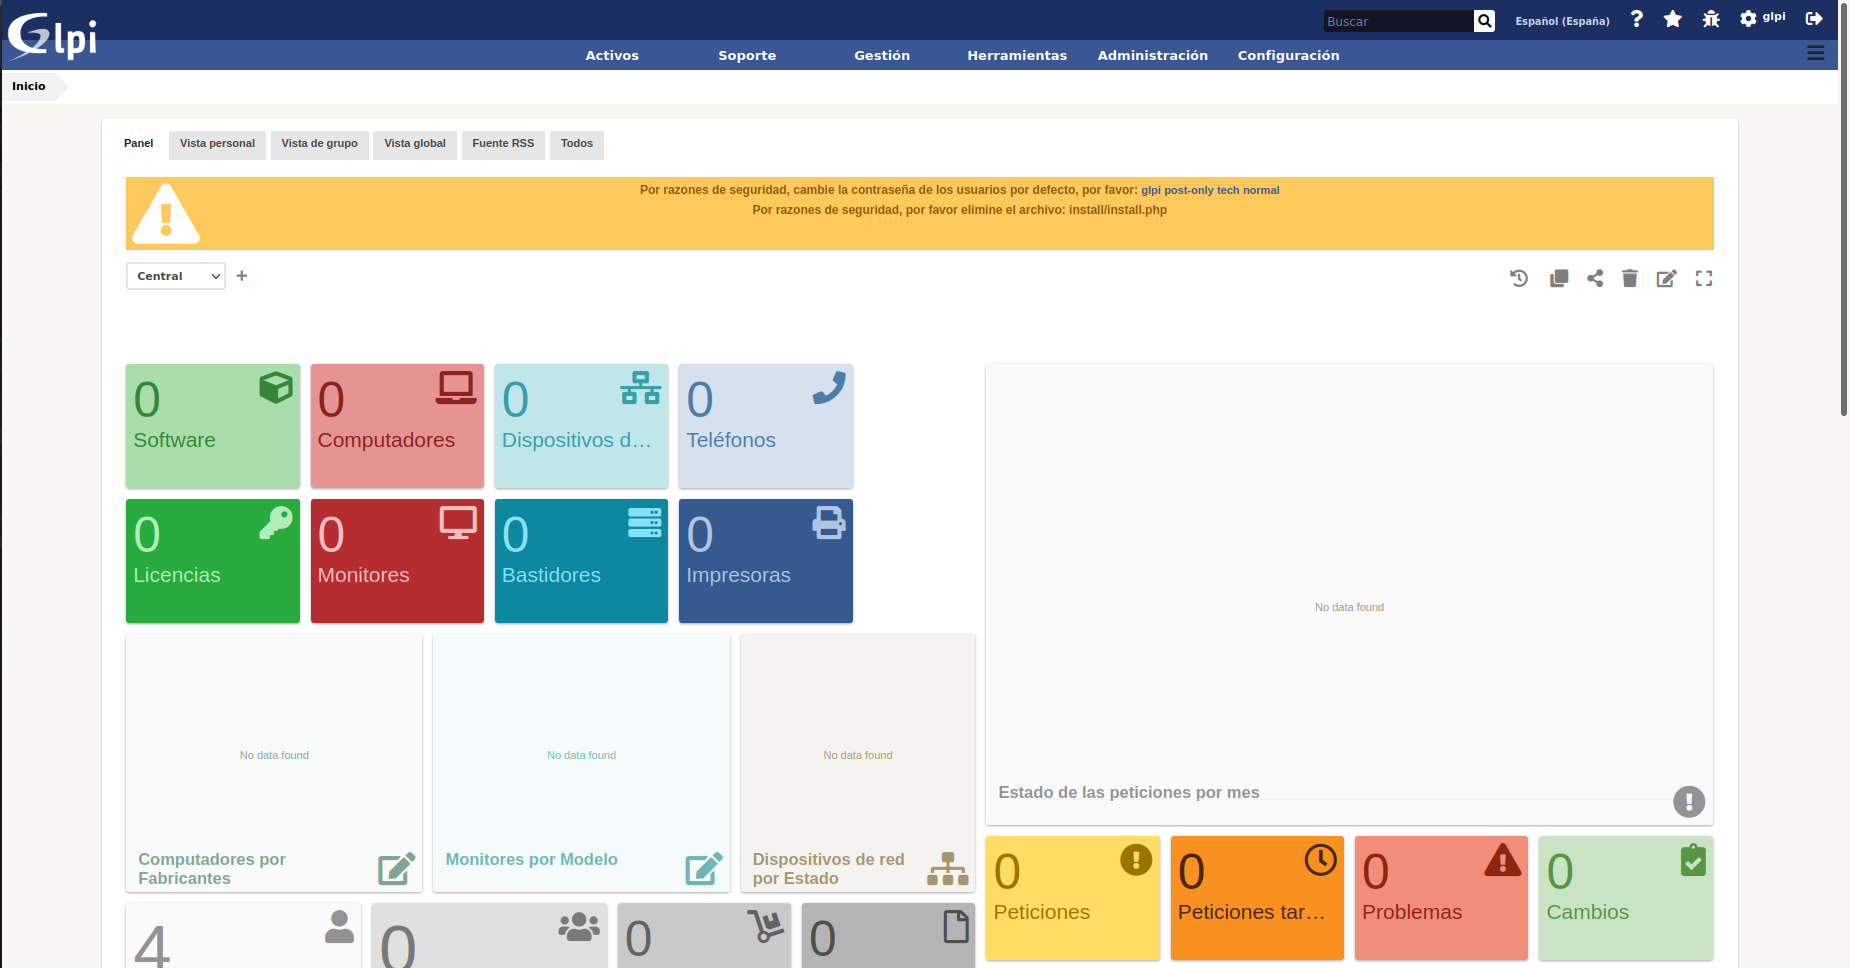 Glpi
Buscar
Español (España)
glpi
Activos
Soporte
Gestión
Herramientas
Administración
Configuración
Inicio
Panel
Vista personal
Vista de grupo
Vista global
Fuente RSS
Todos
Por razones de seguridad, cambie la contraseña de los usuarios por defecto, por favor: glpi post-only tech normal
Por razones de seguridad, por favor elimine el archivo: install/install.php
Central
0
Software
0
Computadores
0
Dispositivos d...
0
Teléfonos
0
Licencias
0
Monitores
0
Bastidores
0
Impresoras
No data found
Estado de las peticiones por mes
No data found
Computadores por
Fabricantes
No data found
Monitores por Modelo
No data found
Dispositivos de red
por Estado
0
Peticiones
0
Peticiones tar...
0
Problemas
0
Cambios
4
0
0
0